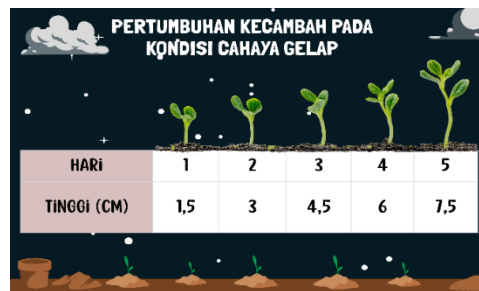 PERTUMBUHAN KECAMBAH PADA
KONDISI CAHAYA GELAP
HARI 1 2 3 4 5
TINGGI (CM) 1,5 3 4,5 6 7,5